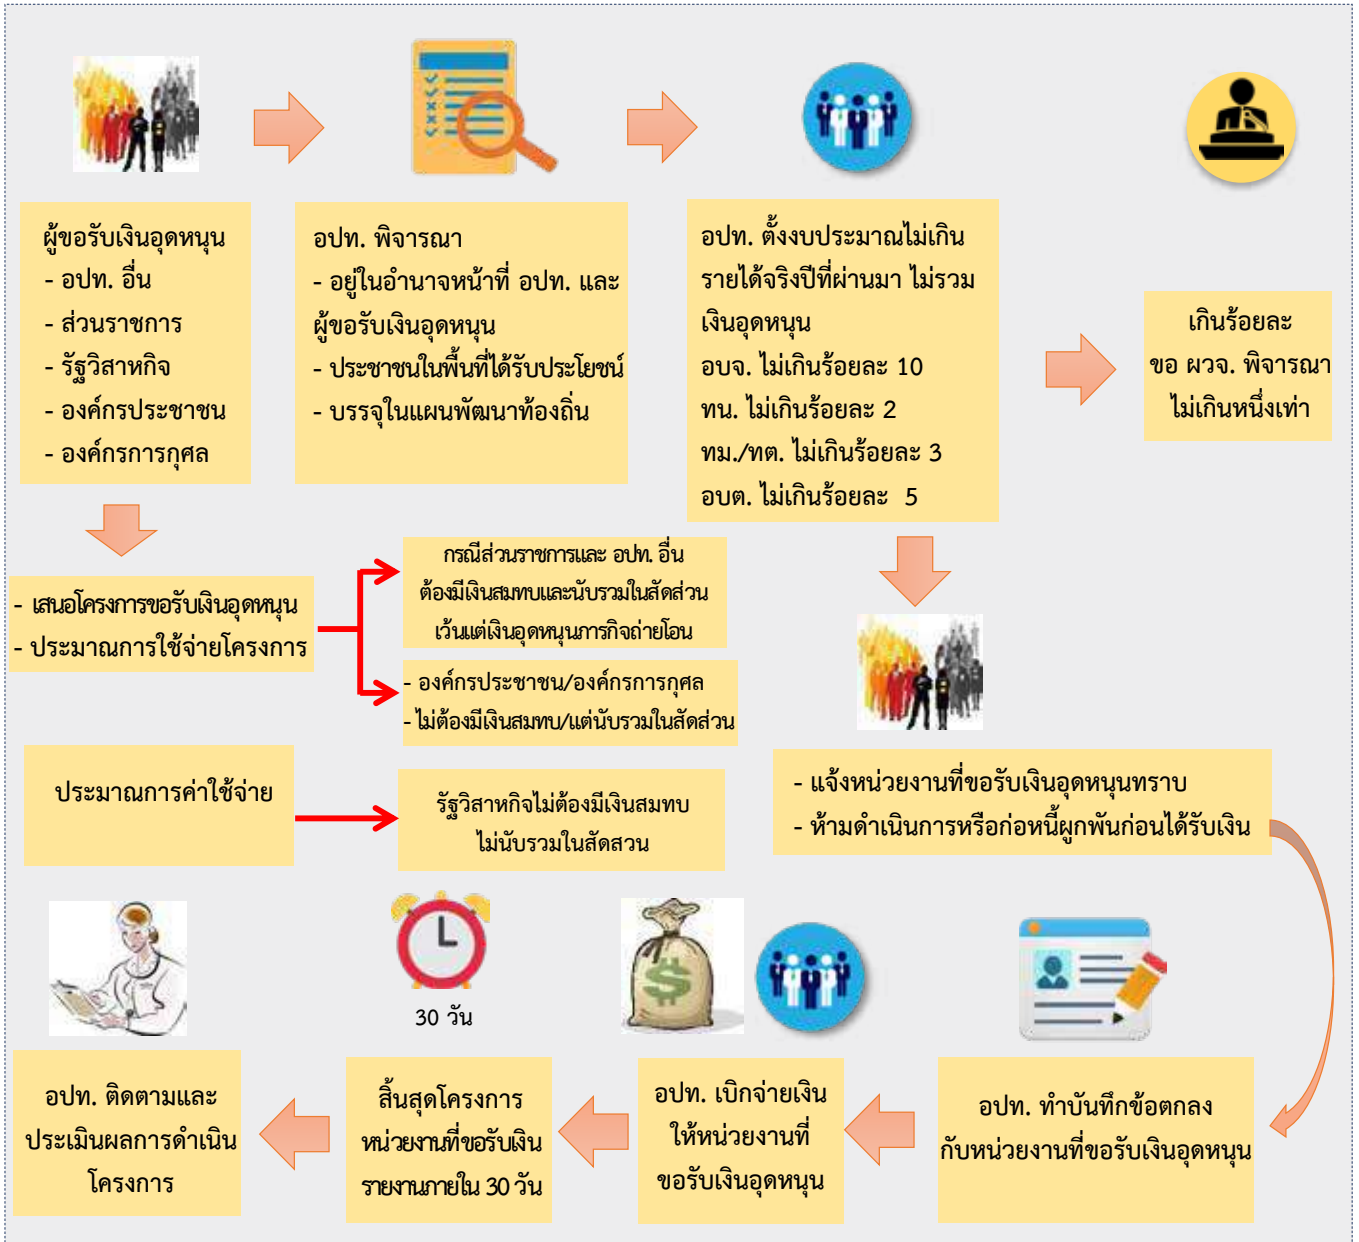 ผู้ขอรับเงินอุดหนุน
- อปท. อื่น
- ส่วนราชการ
- รัฐวิสาหกิจ
- องค์กรประชาชน
- องค์กรการกุศล
อปท. พิจารณา
- อยู่ในอำนาจหน้าที่ อปท. และ
ผู้ขอรับเงินอุดหนุน
- ประชาชนในพื้นที่ได้รับประโยชน์
- บรรจุในแผนพัฒนาท้องถิ่น
อปท. ตั้งงบประมาณไม่เกิน
รายได้จริงปีที่ผ่านมา ไม่รวม
เงินอุดหนุน
อบจ. ไม่เกินร้อยละ 10
ทน. ไม่เกินร้อยละ 2
ทม./ทต. ไม่เกินร้อยละ 3
อบต. ไม่เกินร้อยละ 5
เกินร้อยละ
ขอ ผวจ. พิจารณา
ไม่เกินหนึ่งเท่า
- เสนอโครงการขอรับเงินอุดหนุน
- ประมาณการใช้จ่ายโครงการ
กรณีส่วนราชการและ อปท. อื่น
ต้องมีเงินสมทบและนับรวมในสัดส่วน
เว้นแต่เงินอุดหนุนภารกิจถ่ายโอน
- องค์กรประชาชน/องค์กรการกุศล
- ไม่ต้องมีเงินสมทบ/แต่นับรวมในสัดส่วน
ประมาณการค่าใช้จ่าย
รัฐวิสาหกิจไม่ต้องมีเงินสมทบ
ไม่นับรวมในสัดสวน
- แจ้งหน่วยงานที่ขอรับเงินอุดหนุนทราบ
- ห้ามดำเนินการหรือก่อหนี้ผูกพันก่อนได้รับเงิน
30 วัน
อปท. ติดตามและ
ประเมินผลการดำเนิน
โครงการ
สิ้นสุดโครงการ
หน่วยงานที่ขอรับเงิน
รายงานภายใน 30 วัน
อปท. เบิกจ่ายเงิน
ให้หน่วยงานที่
ขอรับเงินอุดหนุน
อปท. ทำบันทึกข้อตกลง
กับหน่วยงานที่ขอรับเงินอุดหนุน